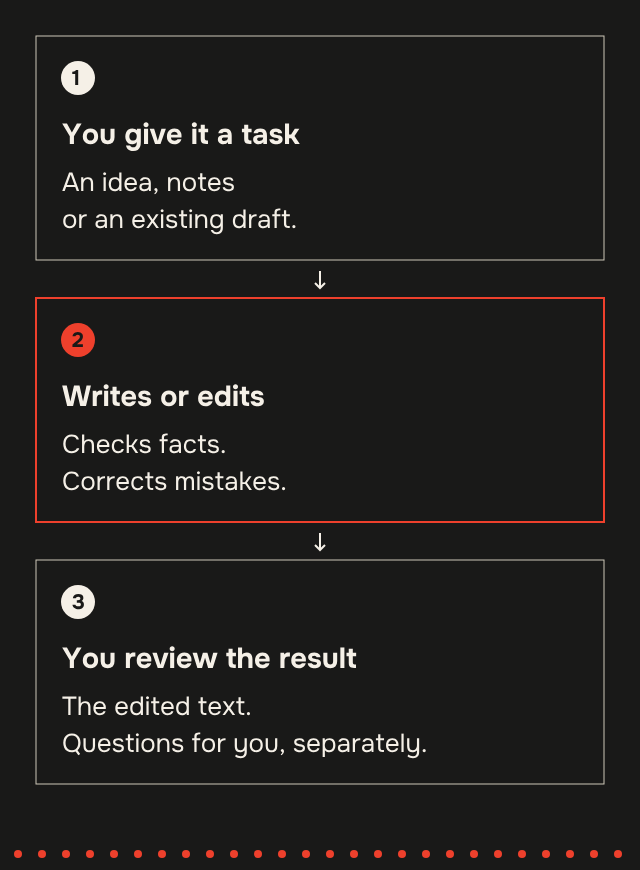 1
You give it a task
An idea, notes
or an existing draft.
↓
2
Writes or edits
Checks facts.
Corrects mistakes.
↓
3
You review the result
The edited text.
Questions for you, separately.